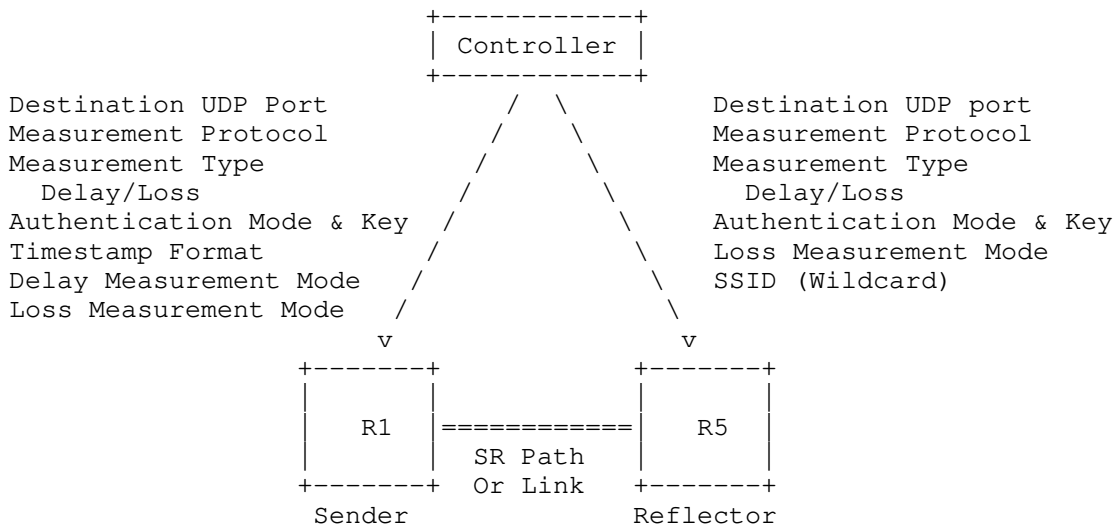 Controller
Destination UDP Port
Destination UDP port
Measurement Protocol
Measurement Protocol
Measurement Type
Measurement Type
Delay/Loss
Delay/Loss
Authentication Mode & Key
Authentication Mode & Key
Timestamp Format
Loss Measurement Mode
Delay Measurement Mode
SSID (Wildcard)
Loss Measurement Mode
v
v
R1
R5
SR Path
Or Link
Sender
Reflector